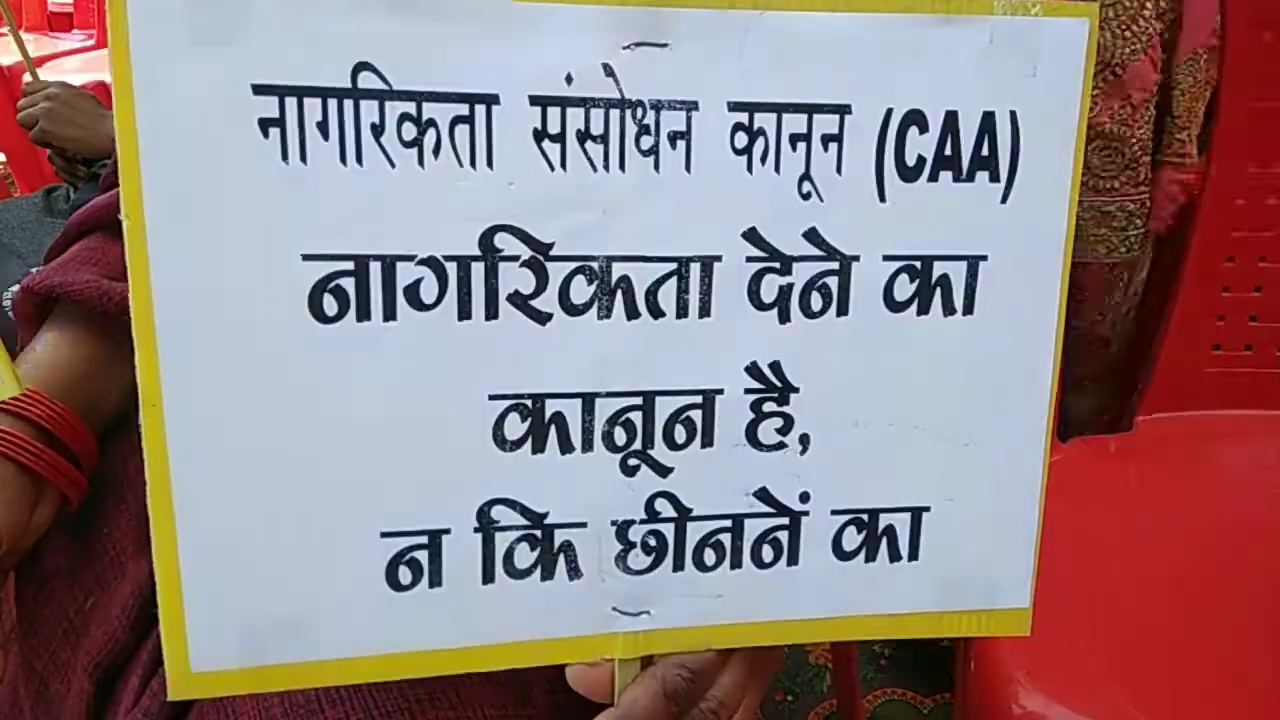 नागरिकता संसोधन कानून (CAA)
नागरिकता देने का
कानून है,
न कि छीननें का